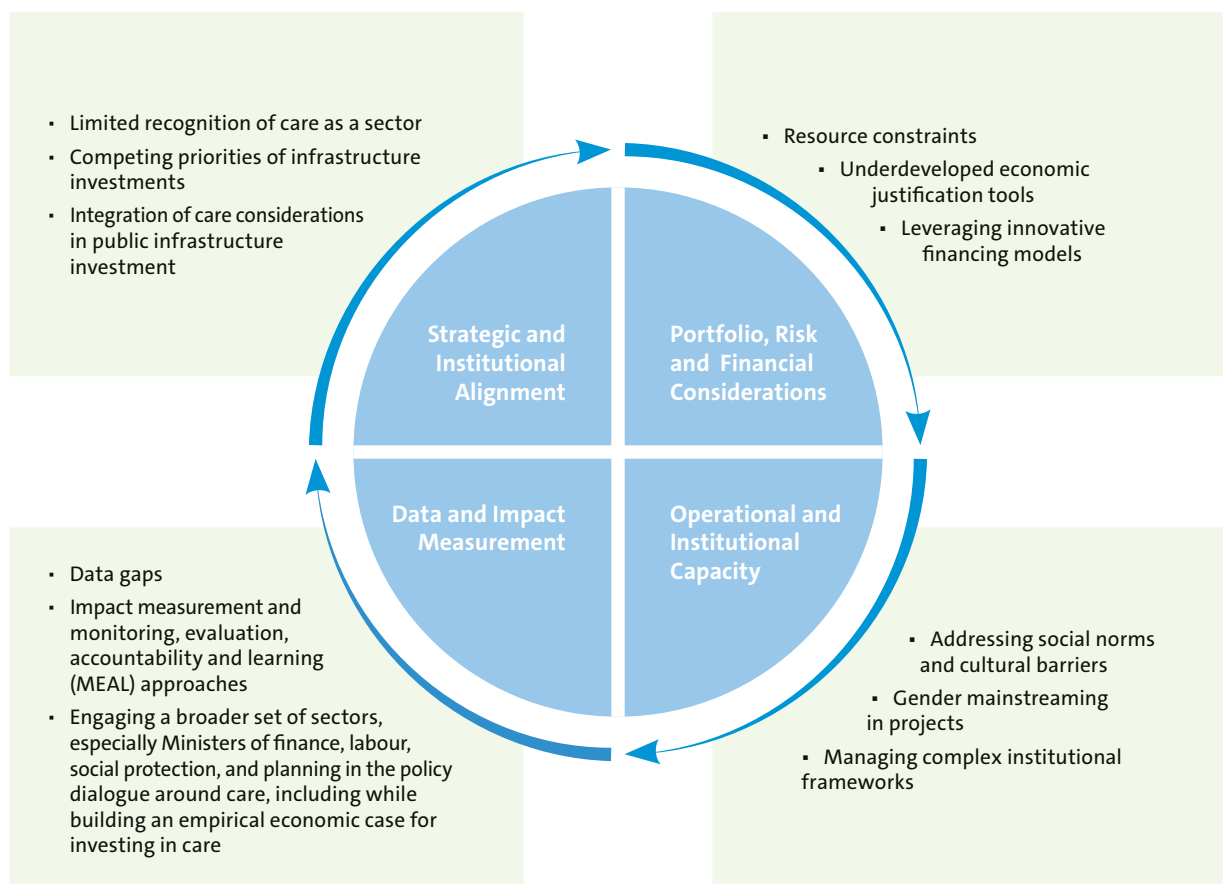 ▪ Limited recognition of care as a sector
▪ Competing priorities of infrastructure
investments
▪ Integration of care considerations
in public infrastructure
investment
▪ Resource constraints
▪ Underdeveloped economic
justification tools
▪ Leveraging innovative
financing models
Strategic and
Institutional
Alignment
Portfolio, Risk
and Financial
Considerations
Data and Impact
Measurement
Operational and
Institutional
Capacity
▪ Data gaps
▪ Impact measurement and
monitoring, evaluation,
accountability and learning
(MEAL) approaches
▪ Engaging a broader set of sectors,
especially Ministers of finance, labour,
social protection, and planning in the policy
dialogue around care, including while
building an empirical economic case for
investing in care
▪ Addressing social norms
and cultural barriers
▪ Gender mainstreaming
in projects
▪ Managing complex institutional
frameworks